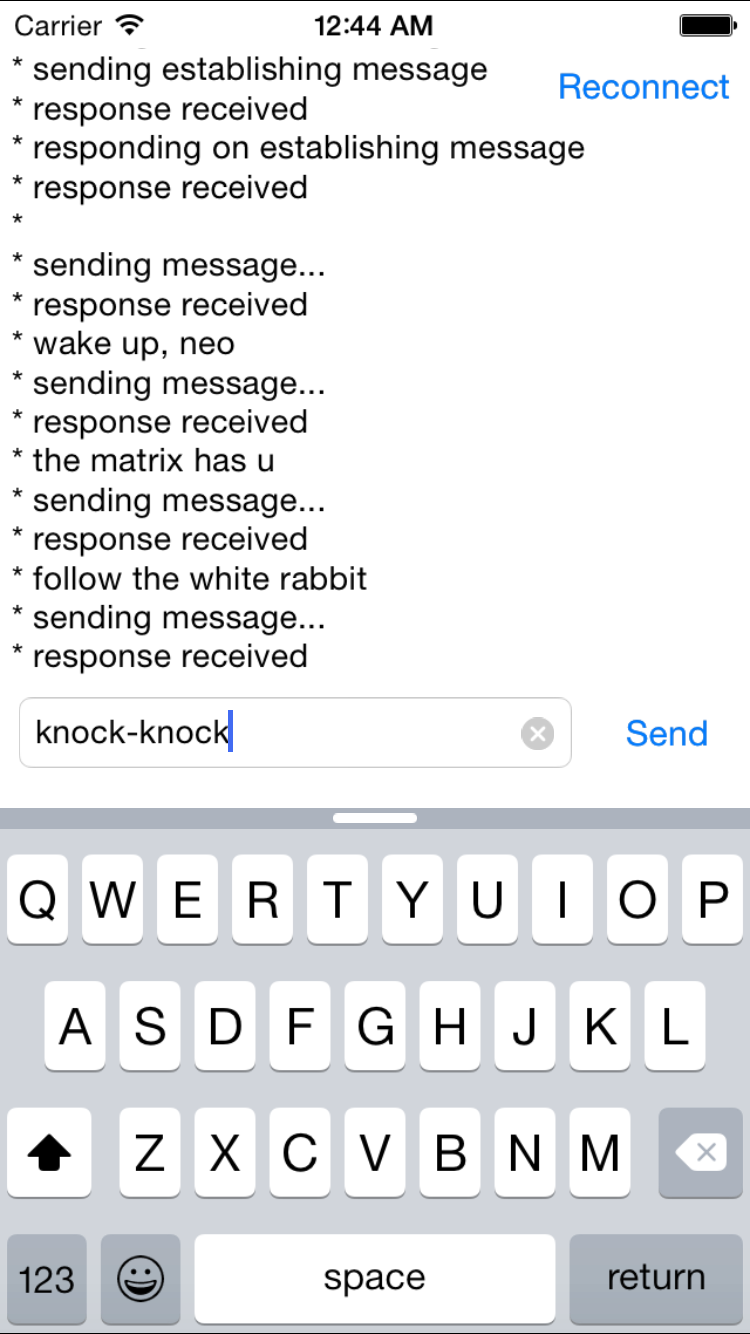 Carrier 12:44 AM
* sending establishing message
Reconnect
* response received
* responding on establishing message
* response received
*
* sending message...
* response received
* wake up, neo
* sending message...
* response received
* the matrix has u
* sending message...
* response received
* follow the white rabbit
* sending message...
* response received
knock-knock Send
Q W E R T Y U I O P
A S D F G H J K L
Z X C V B N M
123 space return